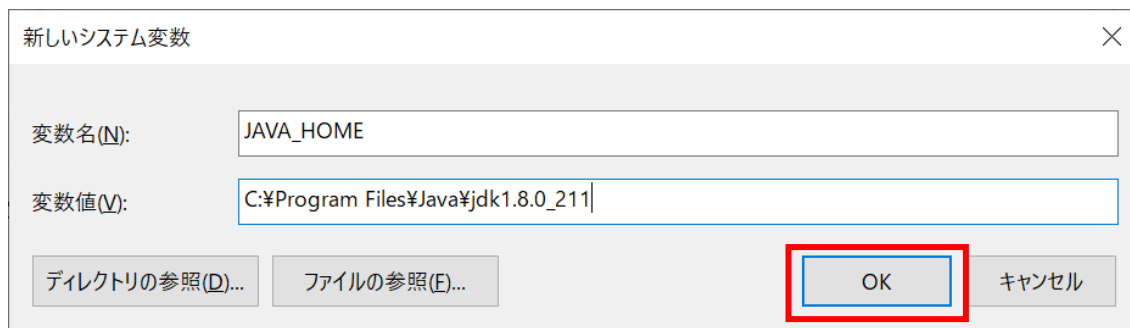 新しいシステム変数
変数名(N): JAVA_HOME
変数値(V): C:¥Program Files¥Java¥jdk1.8.0_211
ディレクトリの参照(D)... ファイルの参照(F)... OK キャンセル